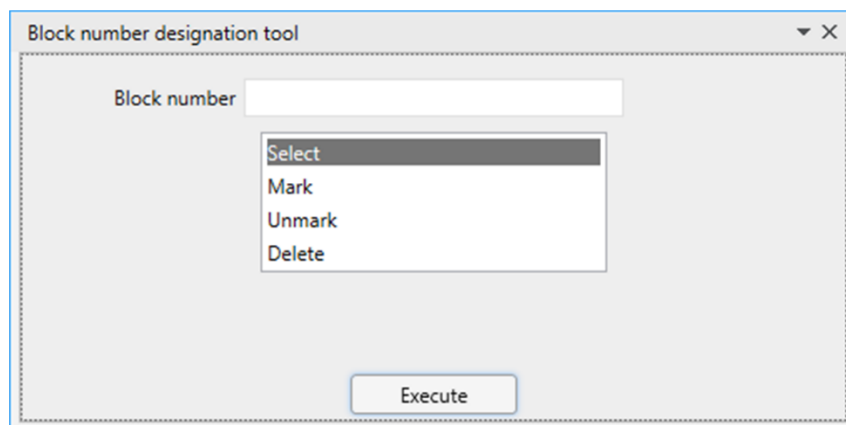 Block number designation tool
Block number
Select
Mark
Unmark
Delete
Execute